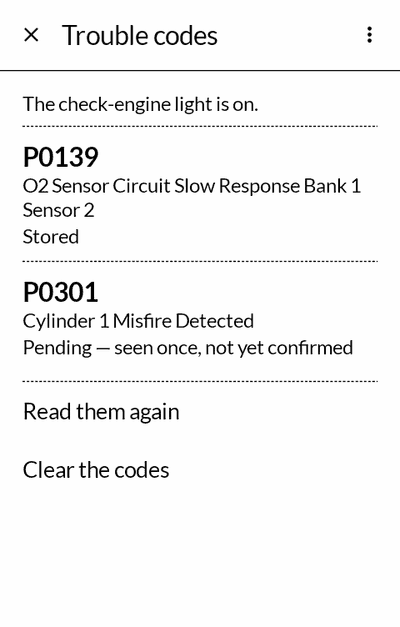 Trouble codes
The check-engine light is on.
P0139
O2 Sensor Circuit Slow Response Bank 1
Sensor 2
Stored
P0301
Cylinder 1 Misfire Detected
Pending — seen once, not yet confirmed
Read them again
Clear the codes